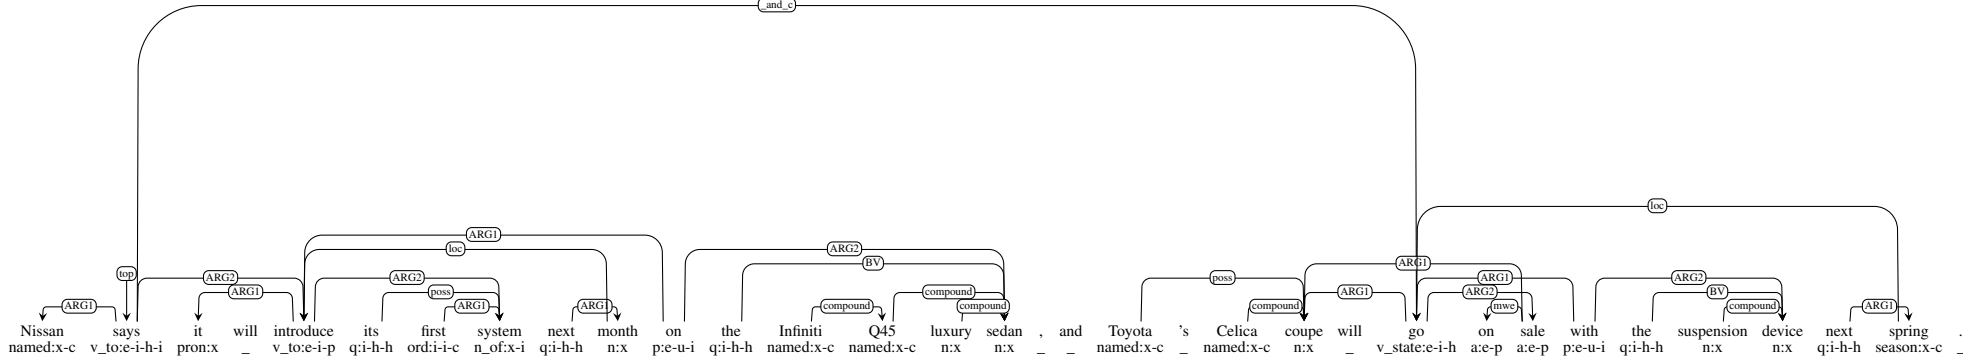 _and_c
loc
ARG1
loc
ARG2
BV
ARG1
top
ARG2
ARG2
poss
ARG1
ARG1
poss
compound
ARG1
ARG2
ARG2
BV
ARG1
ARG1
ARG1
compound
compound
compound
compound
mwe
compound
ARG1
Nissan says it will introduce its first system next month on the Infiniti Q45 luxury sedan , and Toyota 's Celica coupe will go on sale with the suspension device next spring .
named:x-c v_to:e-i-h-i pron:x _ v_to:e-i-p q:i-h-h ord:i-i-c n_of:x-i q:i-h-h n:x p:e-u-i q:i-h-h named:x-c named:x-c n:x n:x _ _ named:x-c _ named:x-c n:x _ v_state:e-i-h a:e-p a:e-p p:e-u-i q:i-h-h n:x n:x q:i-h-h season:x-c _